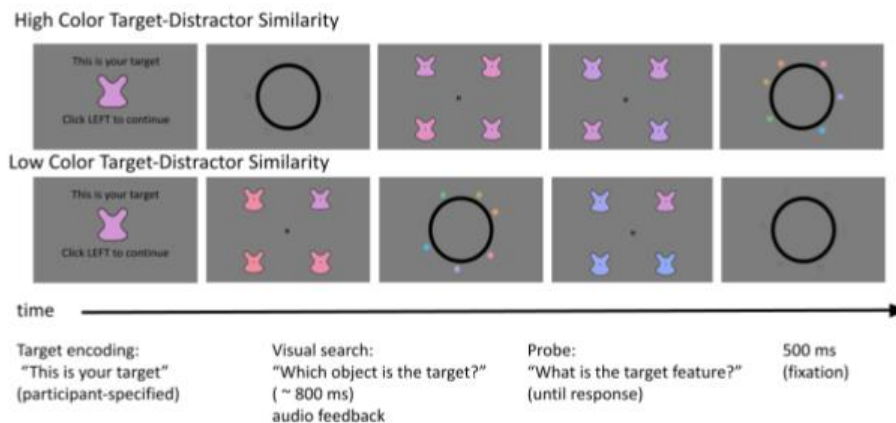 High Color Target-Distractor Similarity
This is your target
Click LEFT to continue
Low Color Target-Distractor Similarity
This is your target
Click LEFT to continue
time
Target encoding:
"This is your target"
(participant-specified)
Visual search:
"Which object is the target?"
( ~ 800 ms)
audio feedback
Probe:
"What is the target feature?"
(until response)
500 ms
(fixation)